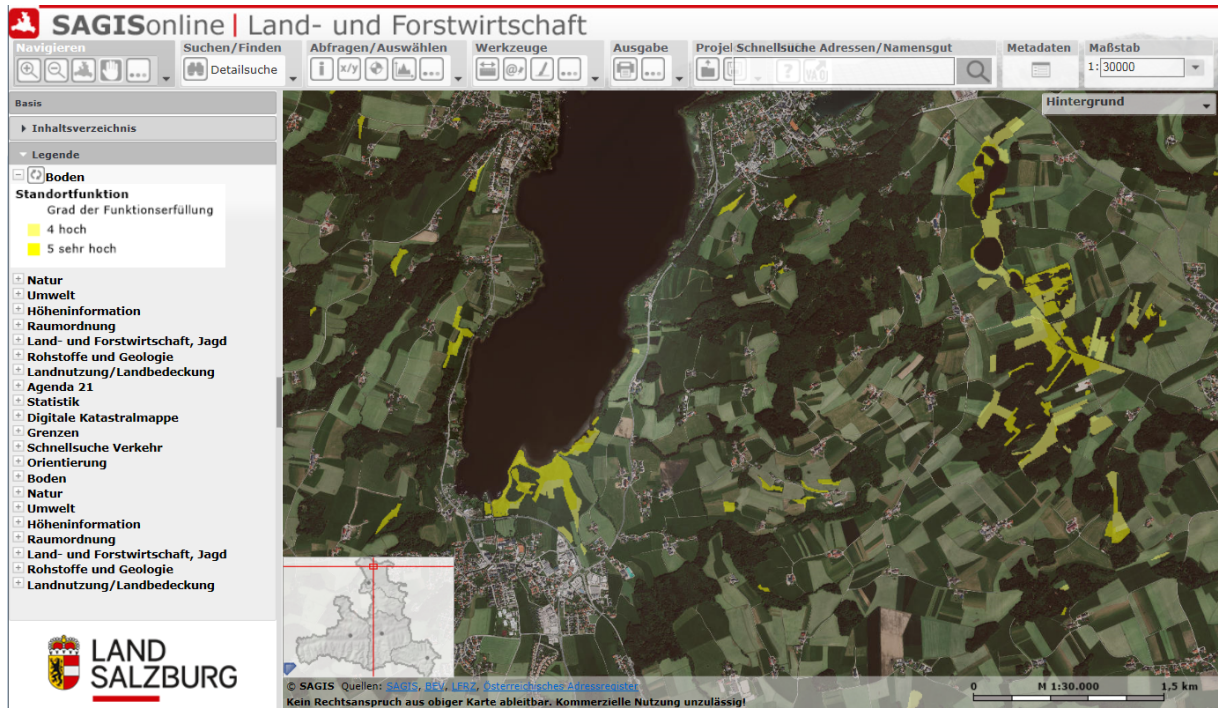 SAGISonline | Land- und Forstwirtschaft
Navigieren
Suchen/Finden
Detailsuche
Abfragen/Auswählen
x/y
Werkzeuge
Ausgabe
Schnellsuche Adressen/Namensgut
Metadaten
Maßstab
1: 30000
Basis
Inhaltsverzeichnis
Legende
Boden
Standortfunktion
Grad der Funktionserfüllung
4 hoch
5 sehr hoch
Natur
Umwelt
Höheninformation
Raumordnung
Land- und Forstwirtschaft, Jagd
Rohstoffe und Geologie
Landnutzung/Landbedeckung
Agenda 21
Statistik
Digitale Katastralmappe
Grenzen
Schnellsuche Verkehr
Orientierung
Boden
Natur
Umwelt
Höheninformation
Raumordnung
Land- und Forstwirtschaft, Jagd
Rohstoffe und Geologie
Landnutzung/Landbedeckung
LAND
SALZBURG
Hintergrund
© SAGIS Quellen: SAGIS, BEV, LFRZ, Österreichisches Adressregister
Kein Rechtsanspruch aus obiger Karte ableitbar. Kommerzielle Nutzung unzulässig!
0 M 1:30.000 1,5 km